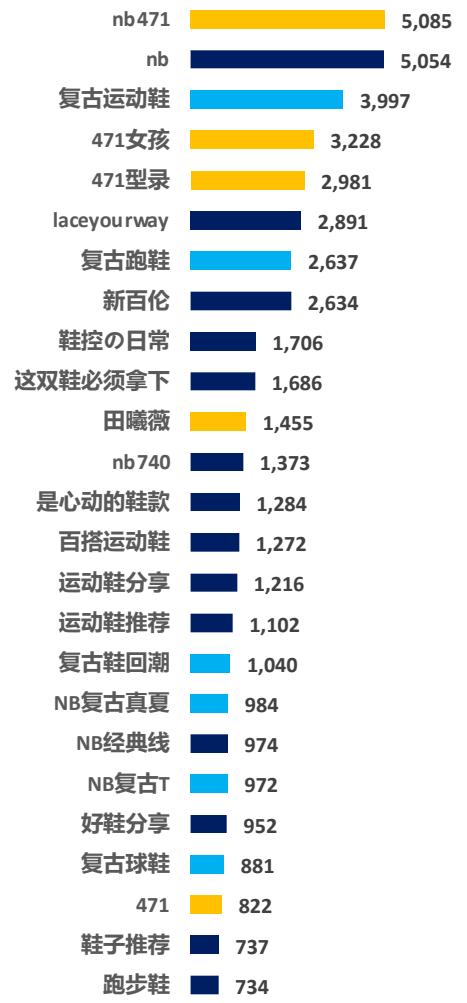 nb471 5,085
nb 5,054
复古运动鞋 3,997
471女孩 3,228
471型录 2,981
laceyourway 2,891
复古跑鞋 2,637
新百伦 2,634
鞋控の日常 1,706
这双鞋必须拿下 1,686
田曦薇 1,455
nb740 1,373
是心动的鞋款 1,284
百搭运动鞋 1,272
运动鞋分享 1,216
运动鞋推荐 1,102
复古鞋回潮 1,040
NB复古真夏 984
NB经典线 974
NB复古T 972
好鞋分享 952
复古球鞋 881
471 822
鞋子推荐 737
跑步鞋 734